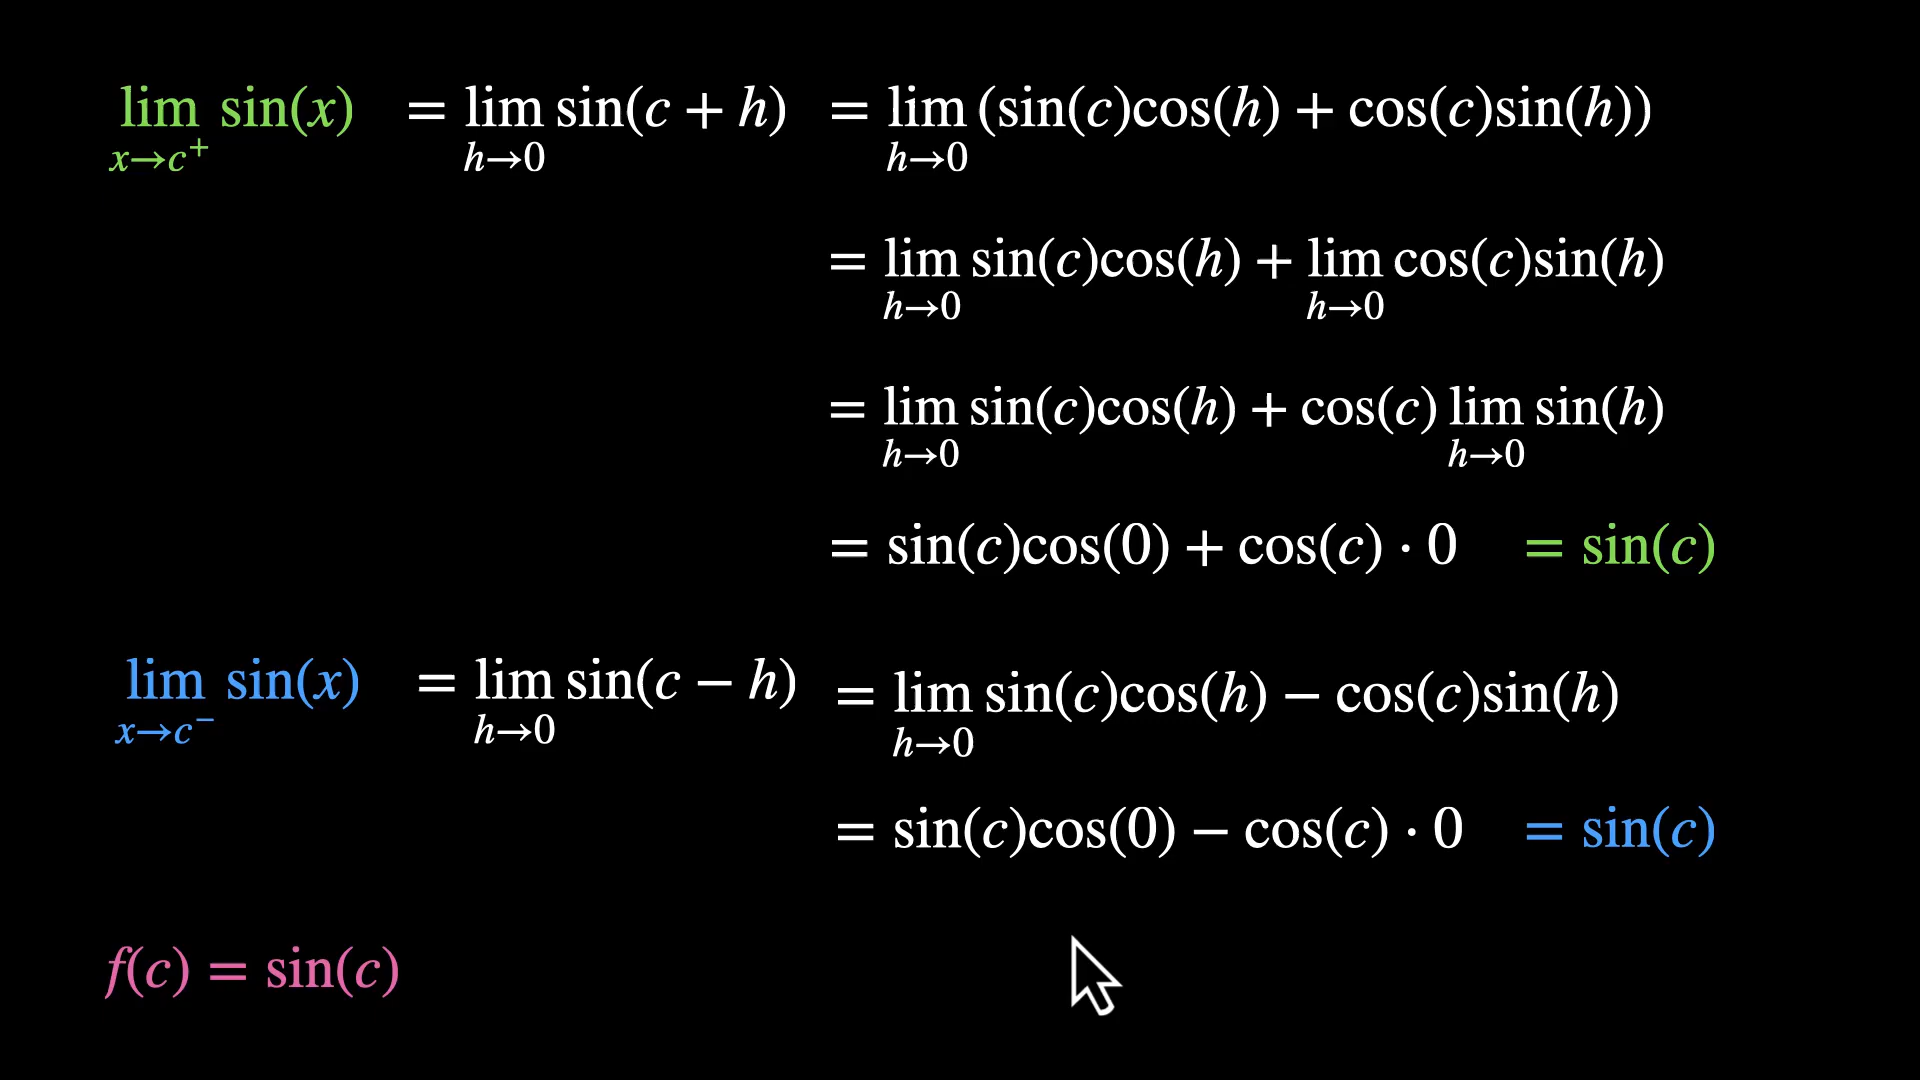 lim x→c⁺ sin(x) = lim h→0 sin(c + h) = lim h→0 (sin(c)cos(h) + cos(c)sin(h))
= lim h→0 sin(c)cos(h) + lim h→0 cos(c)sin(h)
= lim h→0 sin(c)cos(h) + cos(c) lim h→0 sin(h)
= sin(c)cos(0) + cos(c) · 0 = sin(c)
lim x→c⁻ sin(x) = lim h→0 sin(c − h) = lim h→0 sin(c)cos(h) − cos(c)sin(h)
= sin(c)cos(0) − cos(c) · 0 = sin(c)
f(c) = sin(c)